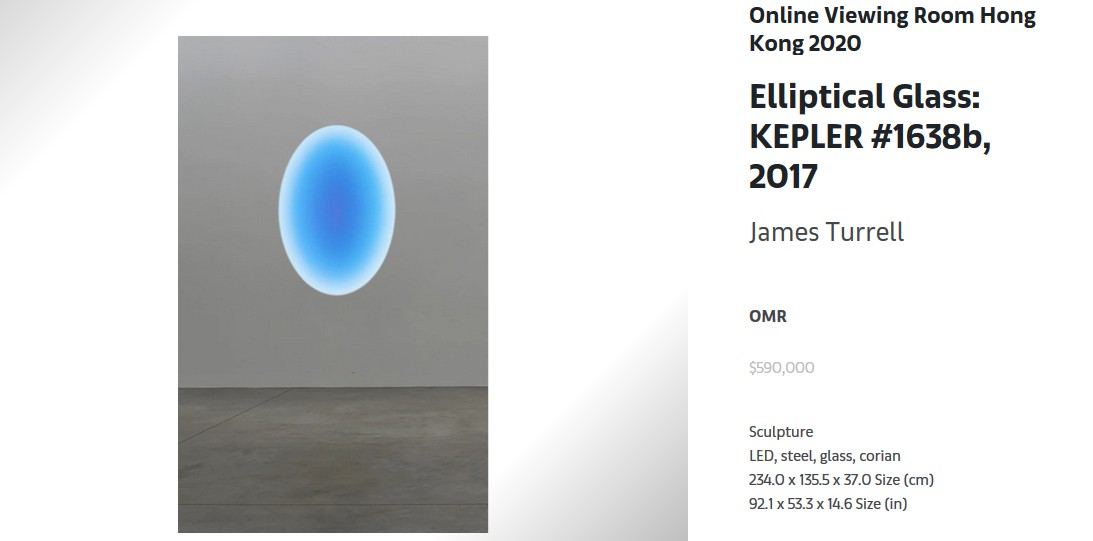 Online Viewing Room Hong
Kong 2020
Elliptical Glass:
KEPLER #1638b,
2017
James Turrell
OMR
$590,000
Sculpture
LED, steel, glass, corian
234.0 x 135.5 x 37.0 Size (cm)
92.1 x 53.3 x 14.6 Size (in)